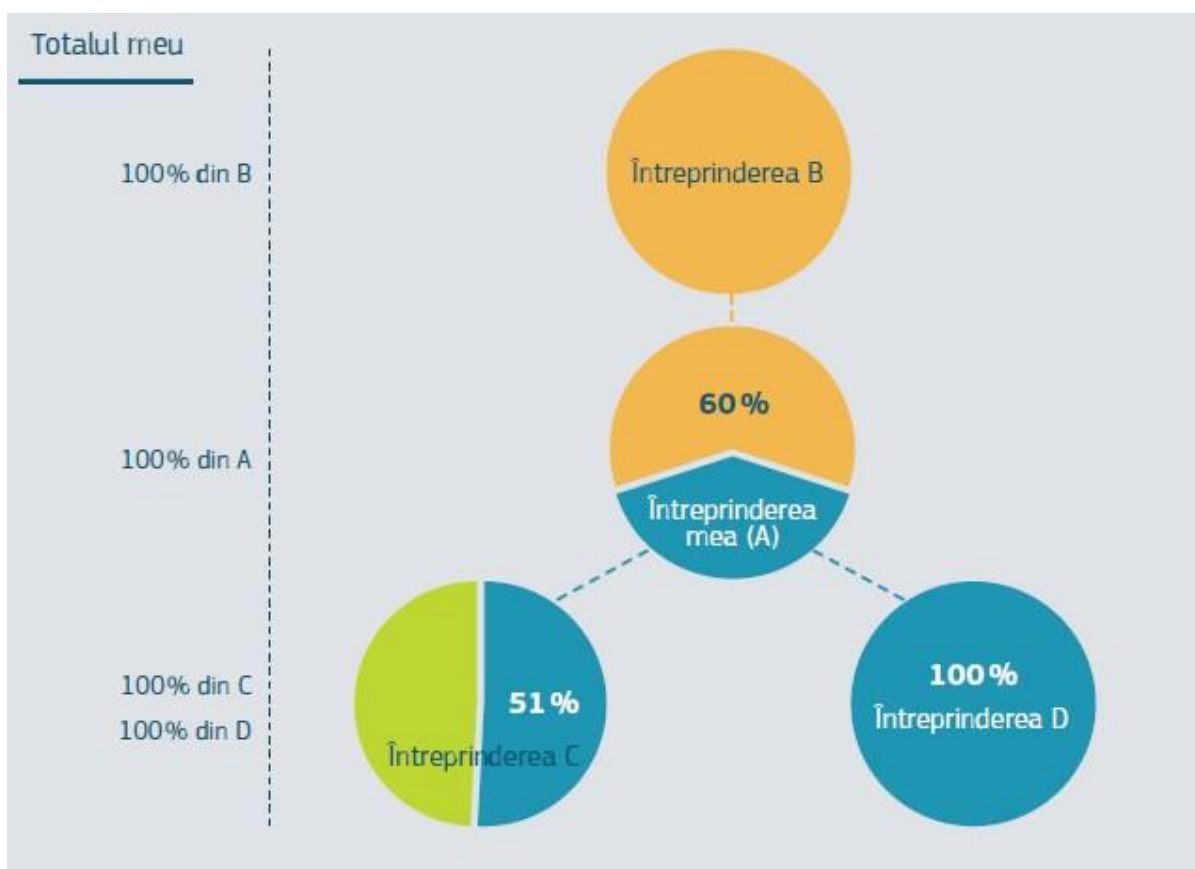 Totalul meu
100% din B
Întreprinderea B
60%
100% din A
Întreprinderea
mea (A)
100% din C
100% din D
51%
Întreprinderea C
100%
Întreprinderea D